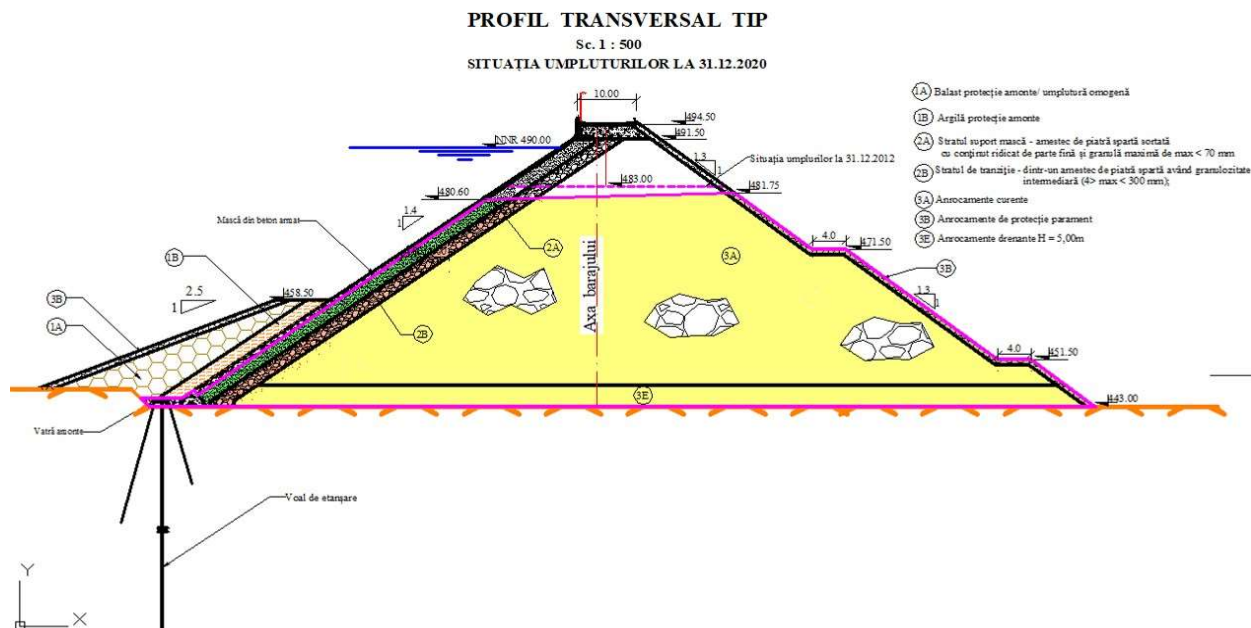 PROFIL TRANSVERSAL TIP
Sc. 1 : 500
SITUAȚIA UMPLUTURILOR LA 31.12.2020
10.00
494.50
491.50
NNR 490.00
1.3
1
Situația umplurilor la 31.12.2012
483.00
481.75
480.60
1.4
1
Mască din beton armat
1B
2A
3A
4.0
471.50
3B
1.3
1
2.5
1
458.50
3B
1A
2B
Axa barajului
4.0
451.50
3E
443.00
Vatră amonte
Voal de etanșare
Y
X
1A Balast protecție amonte/ umplutură omogenă
1B Argilă protecție amonte
2A Stratul suport mască - amestec de piatră spartă sortată
cu conținut ridicat de parte fină și granulă maximă de max < 70 mm
2B Stratul de tranziție - dintr-un amestec de piatră spartă având granulozitate
intermediară (4> max < 300 mm);
3A Anrocamente curente
3B Anrocamente de protecție parament
3E Anrocamente drenante H = 5,00m